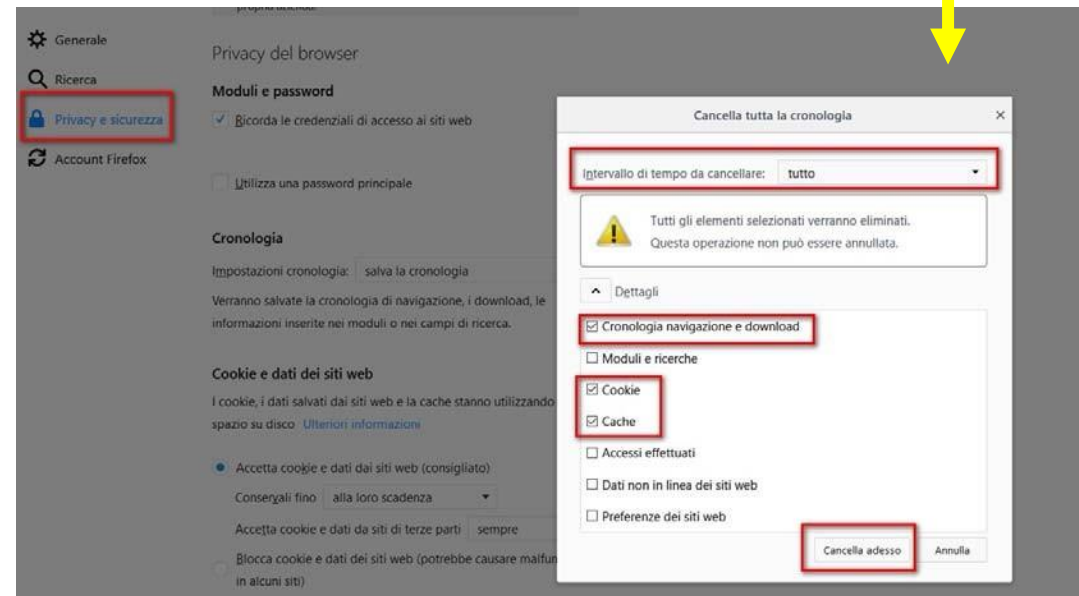 Generale
Ricerca
Privacy e sicurezza
Account Firefox
Privacy del browser
Moduli e password
Ricorda le credenziali di accesso ai siti web
Utilizza una password principale
Cronologia
Impostazioni cronologia: salva la cronologia
Verranno salvate la cronologia di navigazione, i download, le
informazioni inserite nei moduli o nei campi di ricerca.
Cookie e dati dei siti web
I cookie, i dati salvati dai siti web e la cache stanno utilizzando
spazio su disco Ulteriori informazioni
Accetta cookie e dati dai siti web (consigliato)
Conservali fino alla loro scadenza
Accetta cookie e dati da siti di terze parti sempre
Blocca cookie e dati dei siti web (potrebbe causare
in alcuni siti)
Cancella tutta la cronologia
Intervallo di tempo da cancellare: tutto
Tutti gli elementi selezionati verranno eliminati.
Questa operazione non può essere annullata.
Dettagli
Cronologia navigazione e download
Moduli e ricerche
Cookie
Cache
Accessi effettuati
Dati non in linea dei siti web
Preferenze dei siti web
Cancella adesso Annulla